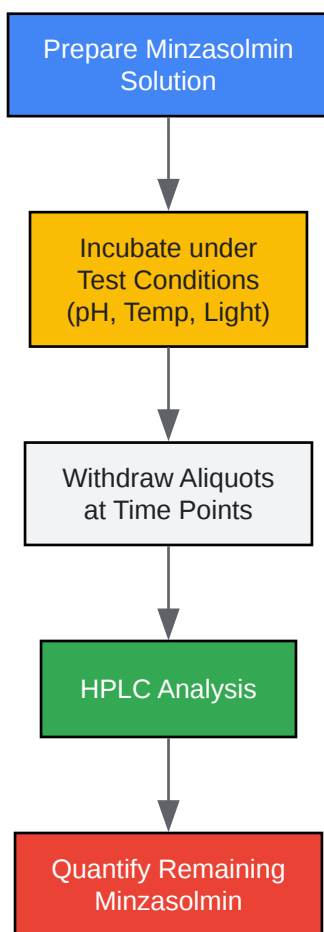 Prepare Minzasolmin
Solution
Incubate under
Test Conditions
(pH, Temp, Light)
Withdraw Aliquots
at Time Points
HPLC Analysis
Quantify Remaining
Minzasolmin